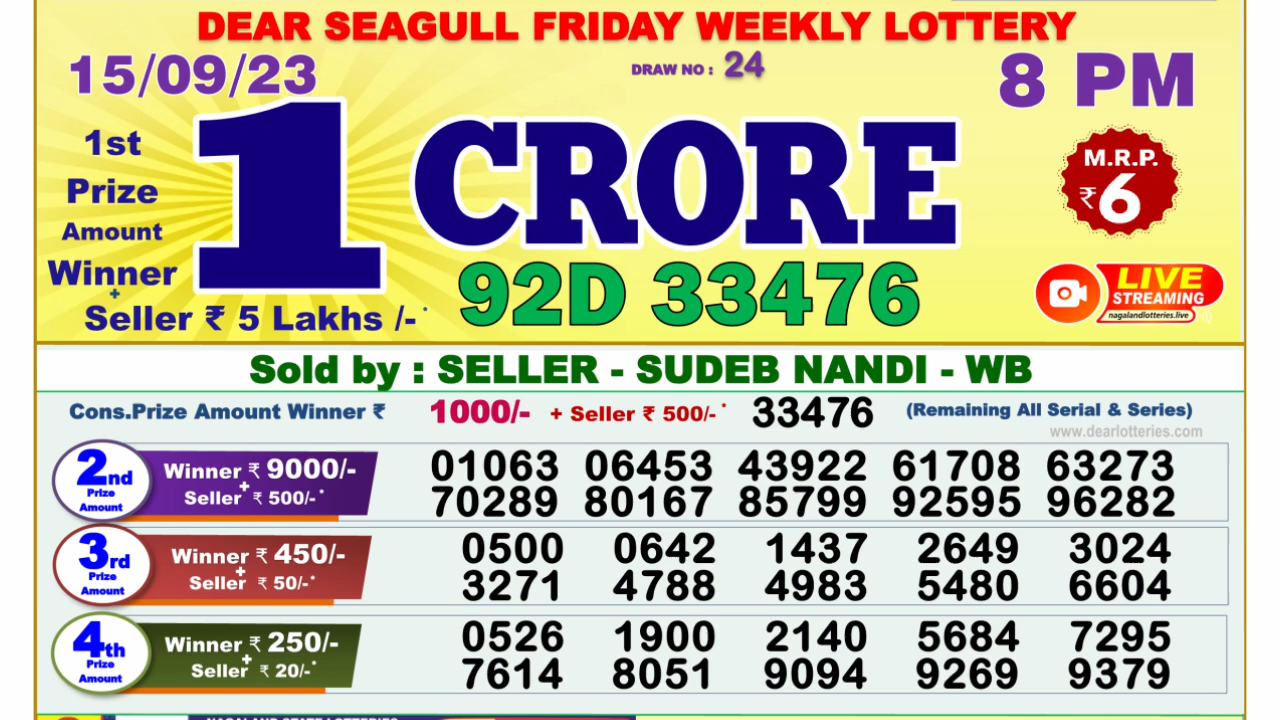 DEAR SEAGULL FRIDAY WEEKLY LOTTERY
15/09/23
DRAW NO : 24
8 PM
1st
Prize
Amount
Winner
+
Seller ₹ 5 Lakhs /-*
1 CRORE
92D 33476
M.R.P.
₹6
LIVE
STREAMING
nagalandlotteries.live
Sold by : SELLER - SUDEB NANDI - WB
Cons.Prize Amount Winner ₹ 1000/- + Seller ₹ 500/-* 33476 (Remaining All Serial & Series)
www.dearlotteries.com
2nd
Prize
Amount
Winner ₹ 9000/-
+
Seller ₹ 500/-*
01063 06453 43922 61708 63273
70289 80167 85799 92595 96282
3rd
Prize
Amount
Winner ₹ 450/-
+
Seller ₹ 50/-*
0500 0642 1437 2649 3024
3271 4788 4983 5480 6604
4th
Prize
Amount
Winner ₹ 250/-
+
Seller ₹ 20/-*
0526 1900 2140 5684 7295
7614 8051 9094 9269 9379
NAGALAND STATE LOTTERIES